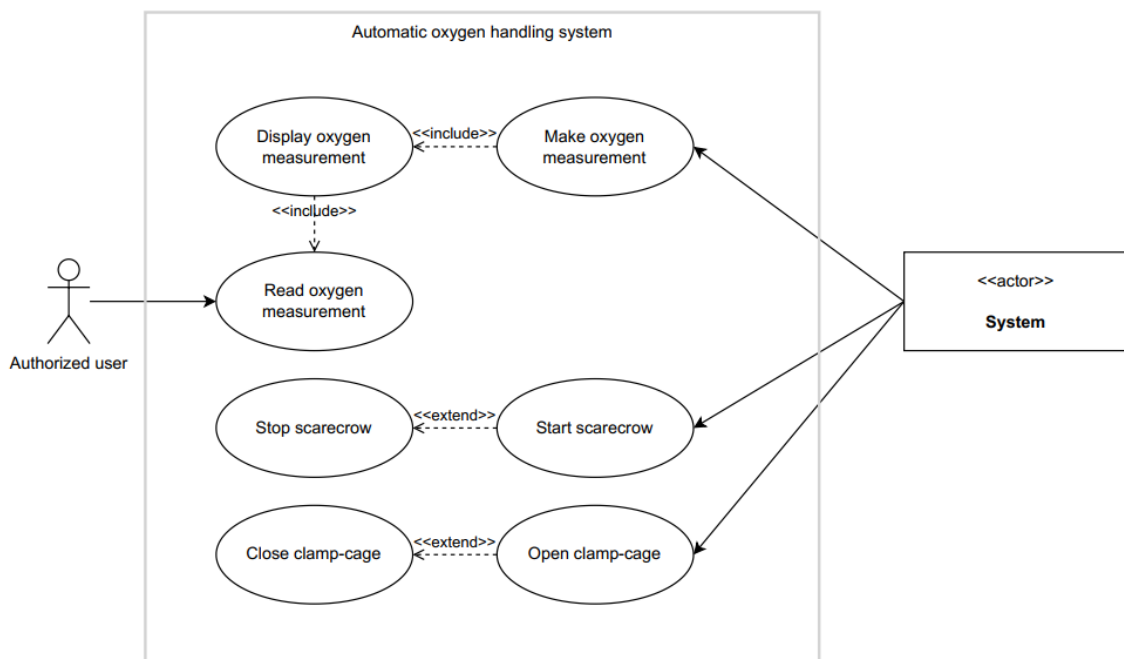 Automatic oxygen handling system
Display oxygen
measurement
<<include>>
Make oxygen
measurement
<<include>>
Read oxygen
measurement
Authorized user
<<actor>>
System
Stop scarecrow
<<extend>>
Start scarecrow
Close clamp-cage
<<extend>>
Open clamp-cage